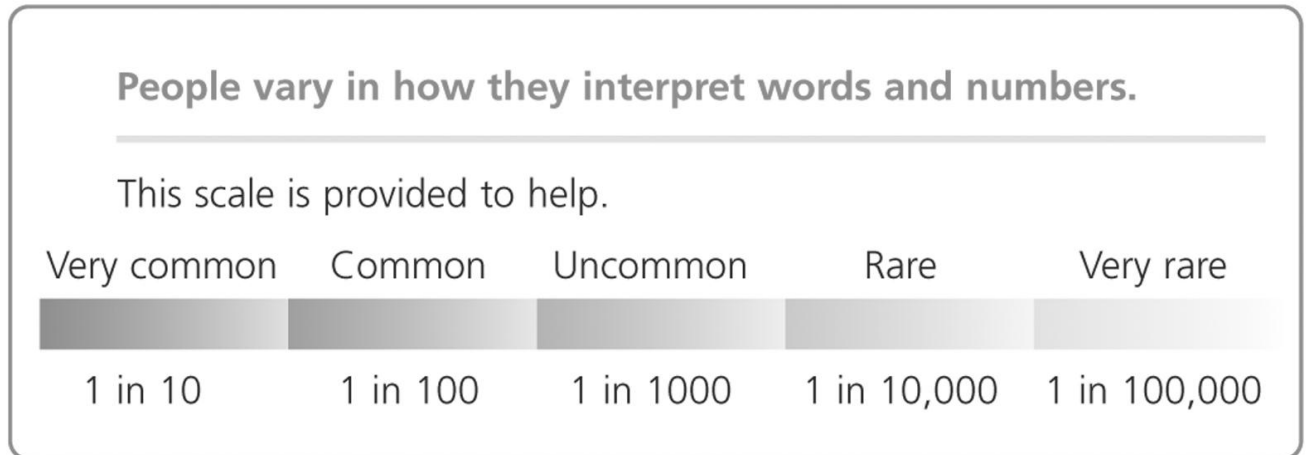 People vary in how they interpret words and numbers.
This scale is provided to help.
Very common Common Uncommon Rare Very rare
1 in 10 1 in 100 1 in 1000 1 in 10,000 1 in 100,000